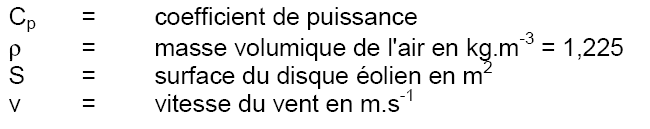 Cₚ = coefficient de puissance
ρ = masse volumique de l'air en kg.m⁻³ = 1,225
S = surface du disque éolien en m²
v = vitesse du vent en m.s⁻¹